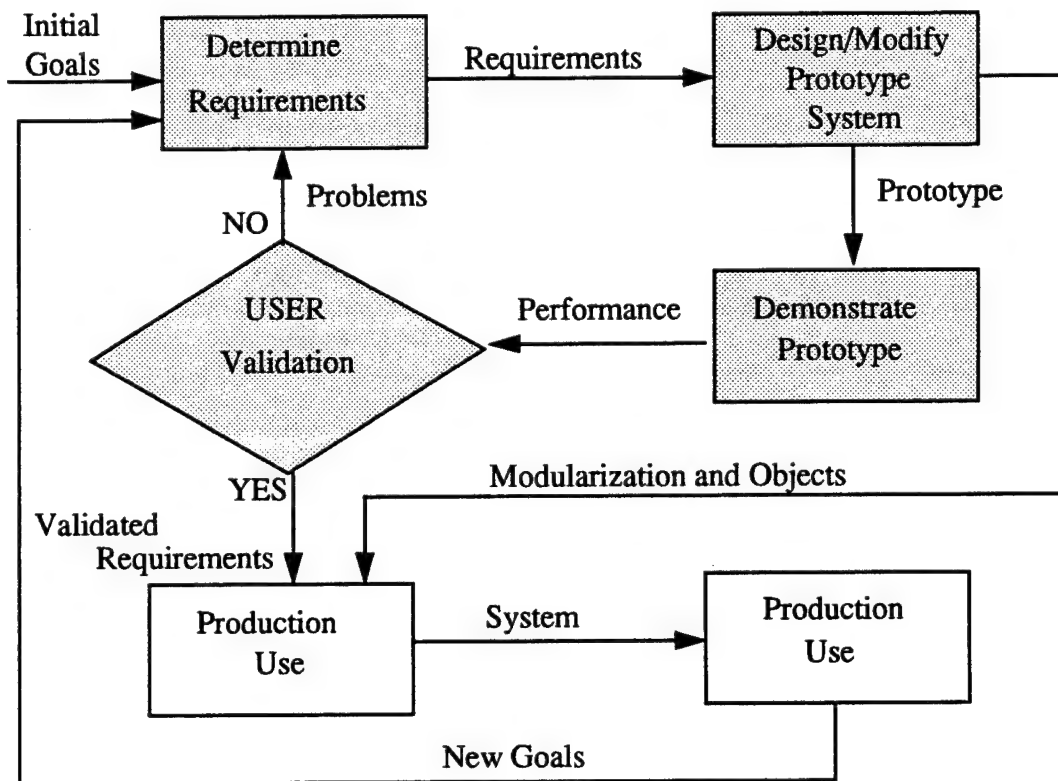 Initial
Goals
Determine
Requirements
Requirements
Design/Modify
Prototype
System
Problems
NO
Prototype
USER
Validation
Performance
Demonstrate
Prototype
YES
Modularization and Objects
Validated
Requirements
Production
Use
System
Production
Use
New Goals